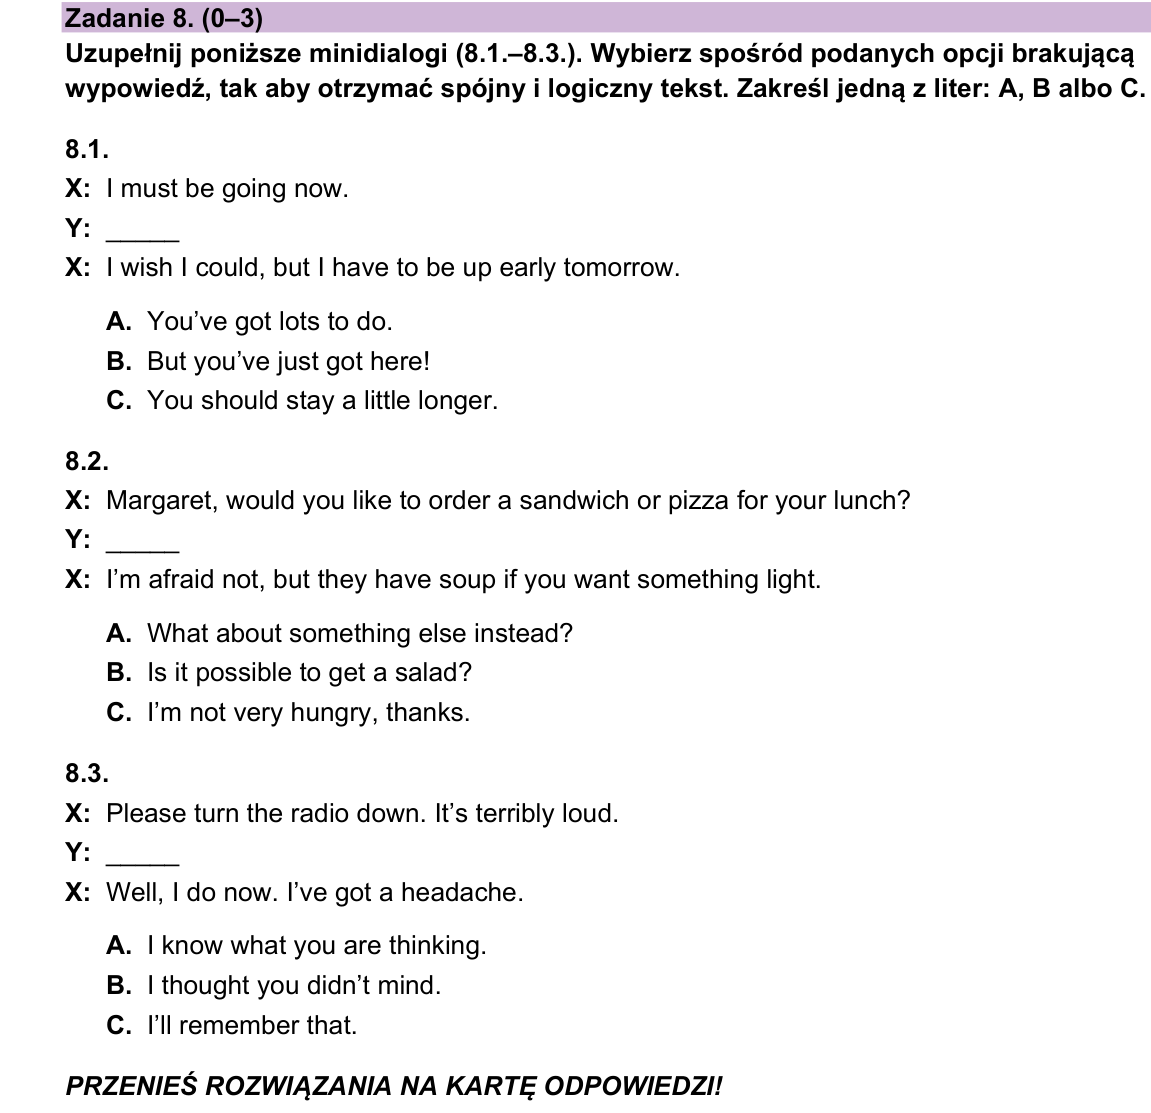 Zadanie 8. (0–3)
Uzupełnij poniższe minidialogi (8.1.–8.3.). Wybierz spośród podanych opcji brakującą
wypowiedź, tak aby otrzymać spójny i logiczny tekst. Zakreśl jedną z liter: A, B albo C.
8.1.
X: I must be going now.
Y: _____
X: I wish I could, but I have to be up early tomorrow.
A. You’ve got lots to do.
B. But you’ve just got here!
C. You should stay a little longer.
8.2.
X: Margaret, would you like to order a sandwich or pizza for your lunch?
Y: _____
X: I’m afraid not, but they have soup if you want something light.
A. What about something else instead?
B. Is it possible to get a salad?
C. I’m not very hungry, thanks.
8.3.
X: Please turn the radio down. It’s terribly loud.
Y: _____
X: Well, I do now. I’ve got a headache.
A. I know what you are thinking.
B. I thought you didn’t mind.
C. I’ll remember that.
PRZENIEŚ ROZWIĄZANIA NA KARTĘ ODPOWIEDZI!